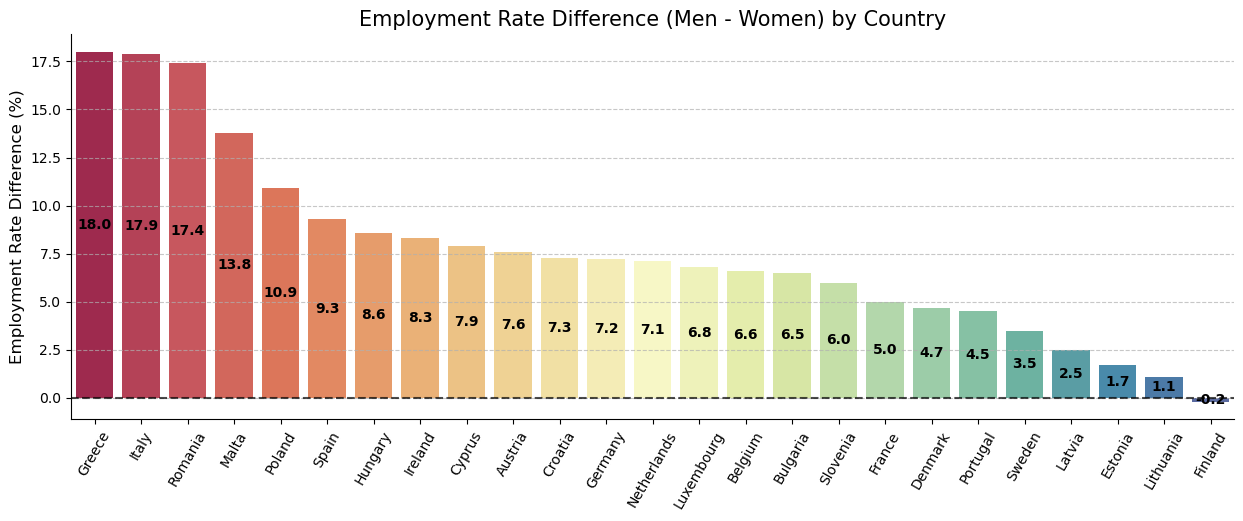 Employment Rate Difference (Men - Women) by Country
Employment Rate Difference (%)
17.5
15.0
12.5
10.0
7.5
5.0
2.5
0.0
18.0
17.9
17.4
13.8
10.9
9.3
8.6
8.3
7.9
7.6
7.3
7.2
7.1
6.8
6.6
6.5
6.0
5.0
4.7
4.5
3.5
2.5
1.7
1.1
-0.2
Greece
Italy
Romania
Malta
Poland
Spain
Hungary
Ireland
Cyprus
Austria
Croatia
Germany
Netherlands
Luxembourg
Belgium
Bulgaria
Slovenia
France
Denmark
Portugal
Sweden
Latvia
Estonia
Lithuania
Finland